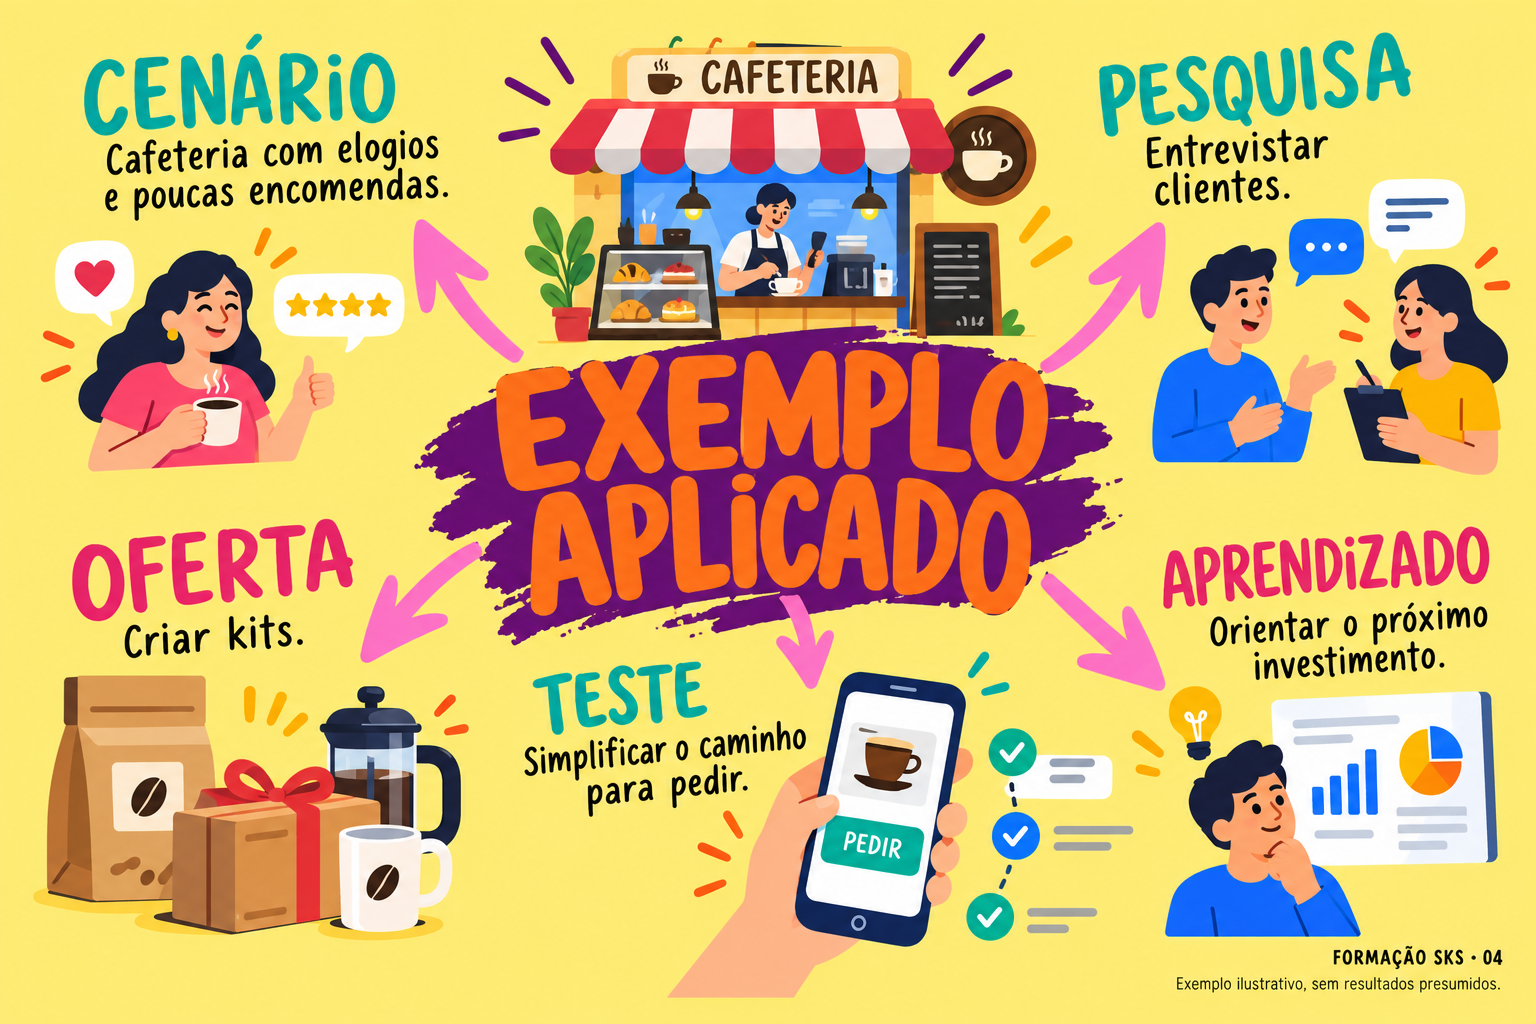 CENÁRIO
Cafeteria com elogios
e poucas encomendas.
CAFETERIA
PESQUISA
Entrevistar
clientes.
EXEMPLO
APLICADO
OFERTA
Criar kits.
TESTE
Simplificar o caminho
para pedir.
PEDIR
APRENDIZADO
Orientar o próximo
investimento.
FORMAÇÃO SKS · 04
Exemplo ilustrativo, sem resultados presumidos.